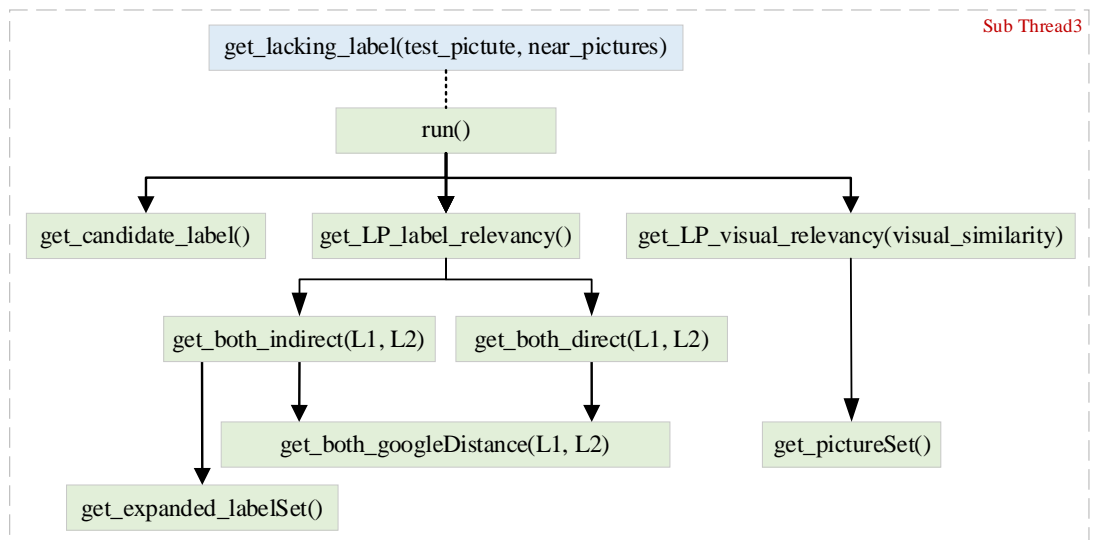 Sub Thread3
get_lacking_label(test_pictute, near_pictures)
run()
get_candidate_label()
get_LP_label_relevancy()
get_LP_visual_relevancy(visual_similarity)
get_both_indirect(L1, L2)
get_both_direct(L1, L2)
get_both_googleDistance(L1, L2)
get_pictureSet()
get_expanded_labelSet()